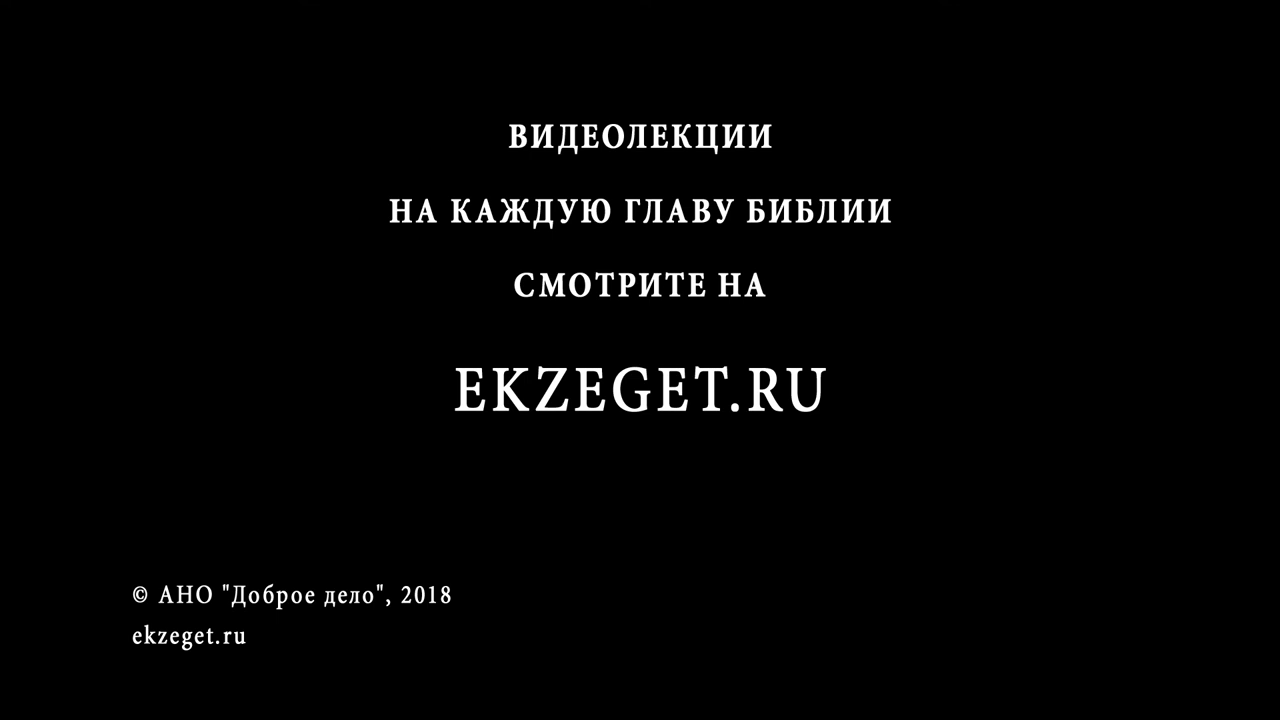 ВИДЕОЛЕКЦИИ
НА КАЖДУЮ ГЛАВУ БИБЛИИ
СМОТРИТЕ НА
EKZEGET.RU
© АНО "Доброе дело", 2018
ekzeget.ru